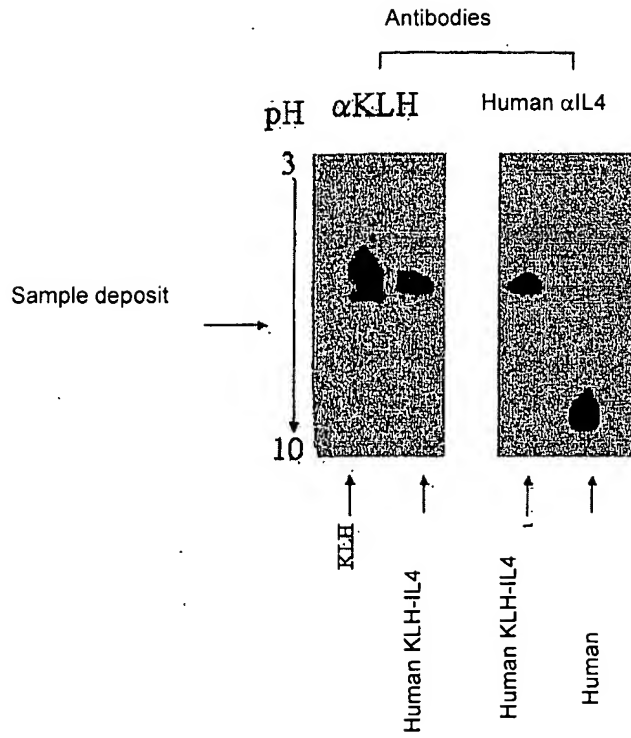 Antibodies
pH
αKLH
Human αIL4
3
Sample deposit
10
KLH
Human KLH-IL4
Human KLH-IL4
Human